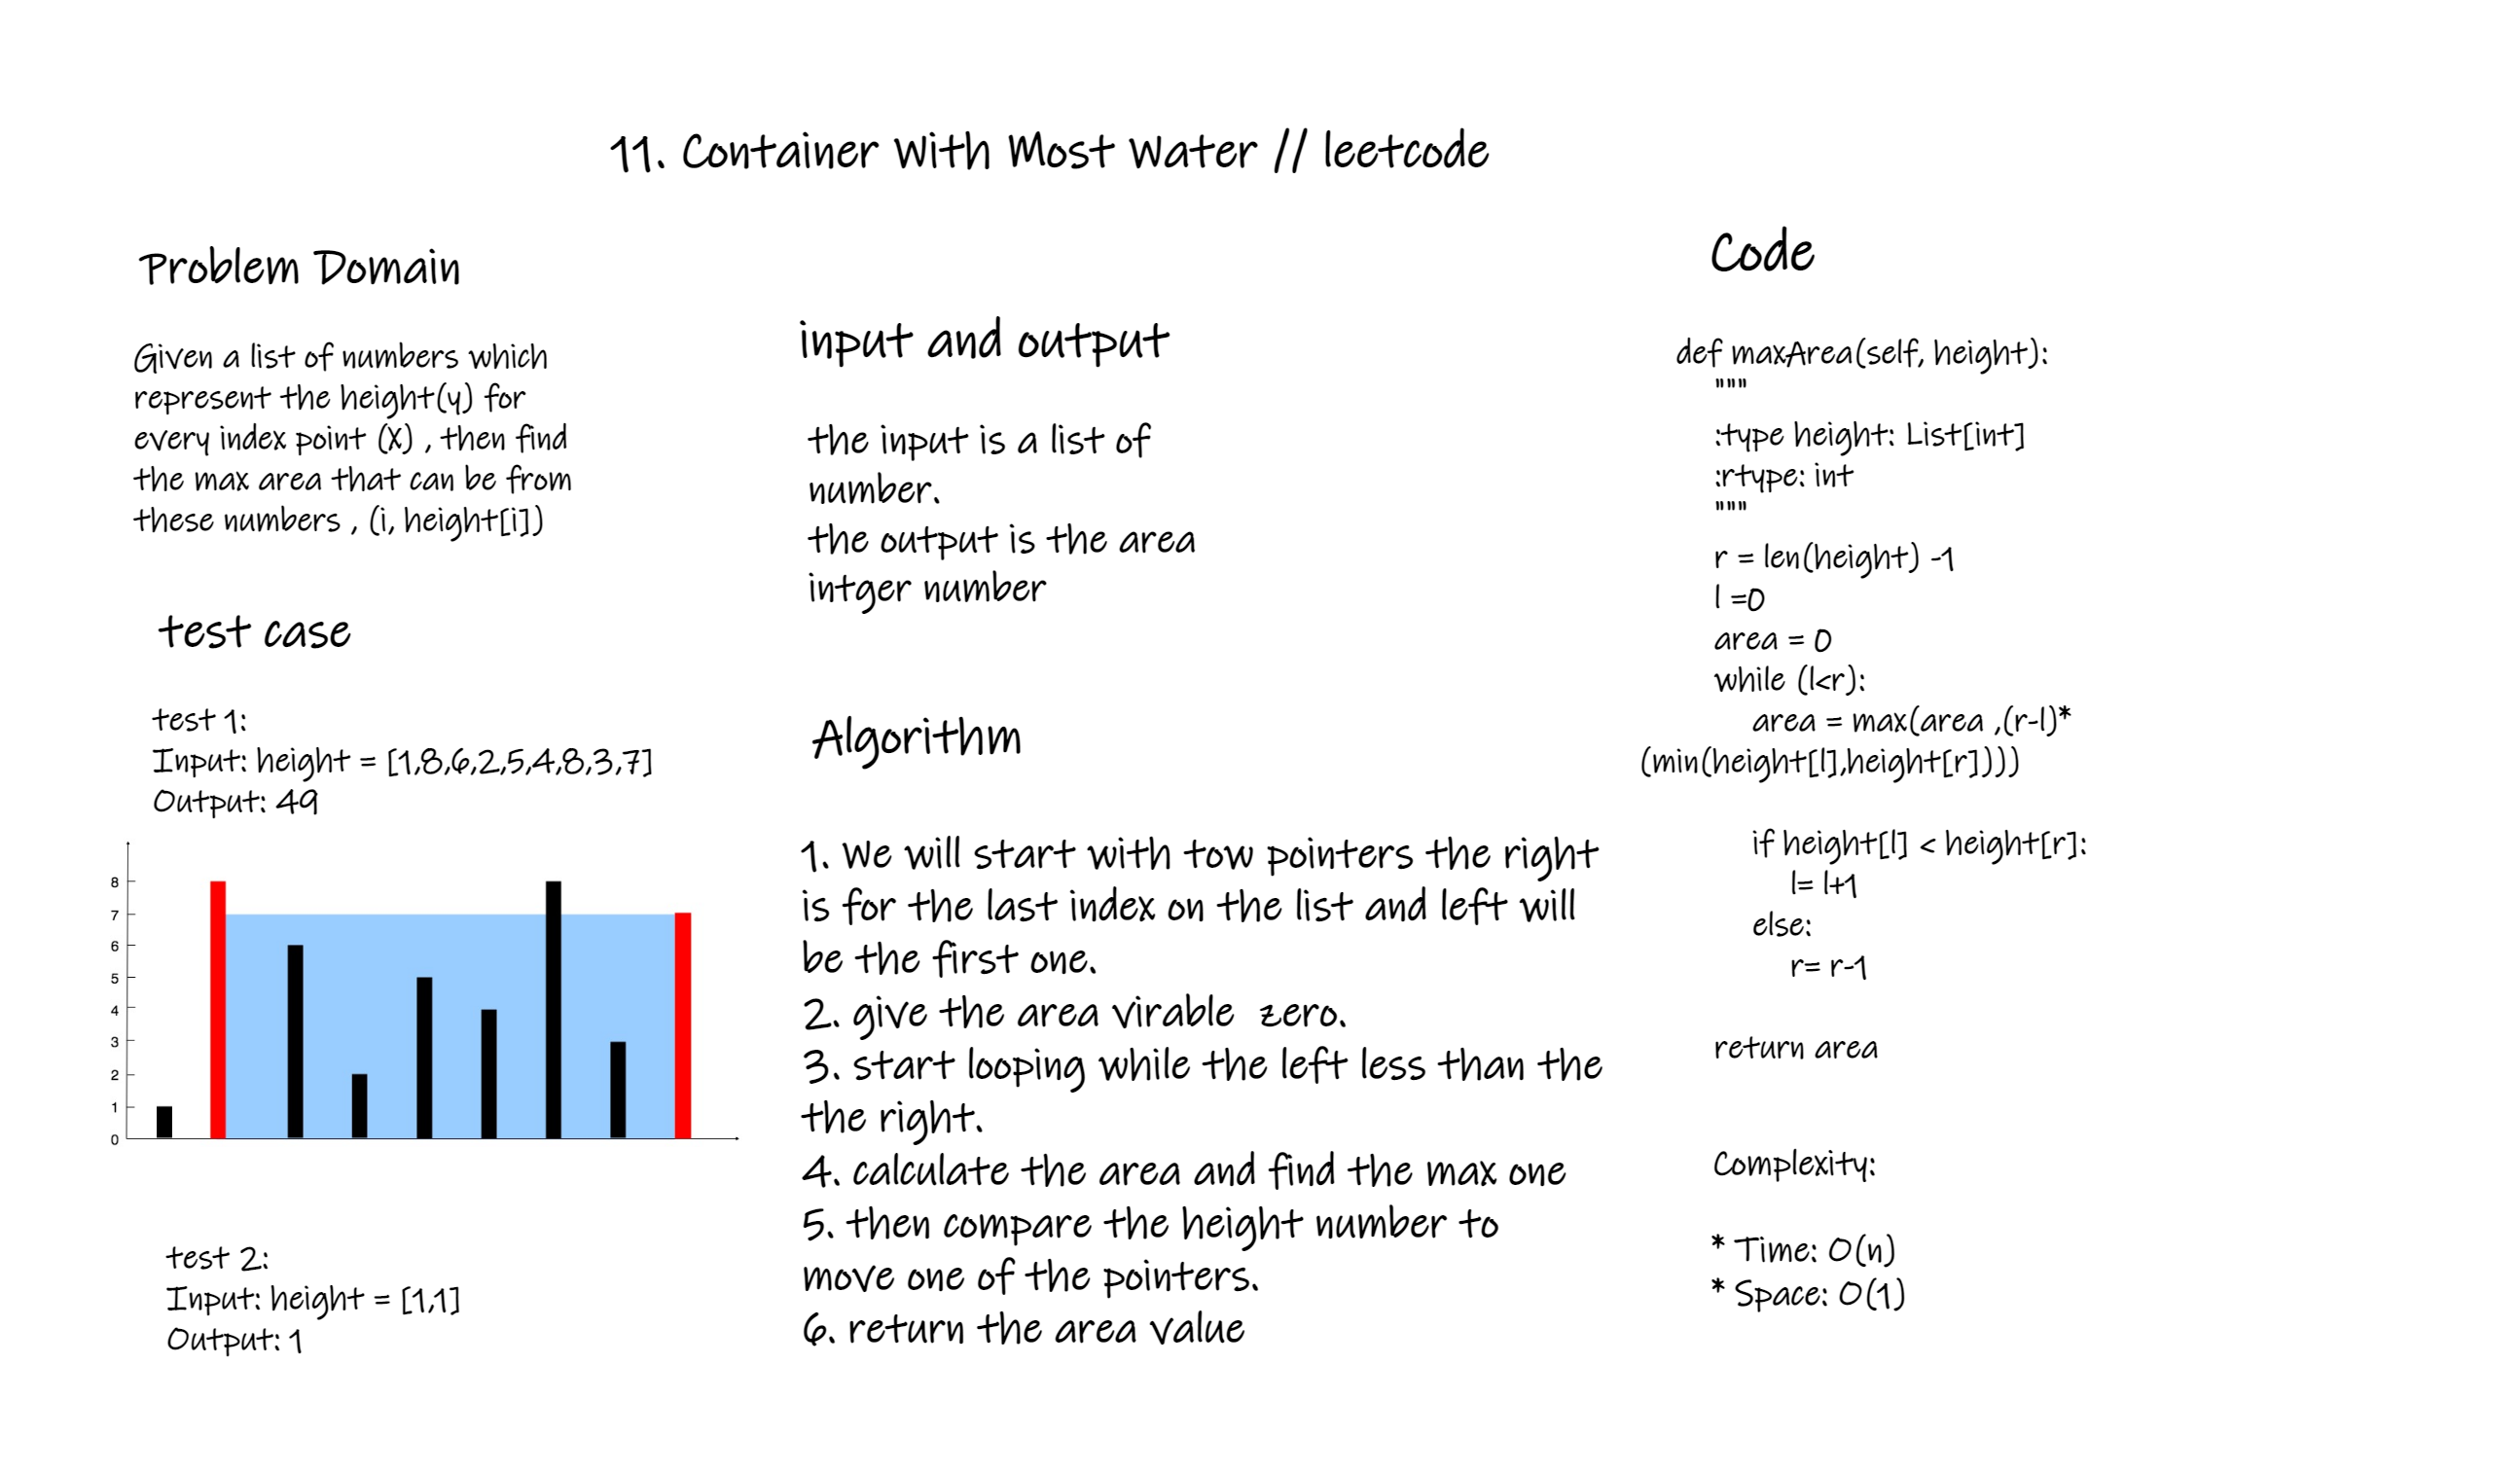 11. Container With Most Water // leetcode
Problem Domain
Given a list of numbers which
represent the height(y) for
every index point (X) , then find
the max area that can be from
these numbers , (i, height[i])
test case
test 1:
Input: height = [1,8,6,2,5,4,8,3,7]
Output: 49
8
7
6
5
4
3
2
1
0
test 2:
Input: height = [1,1]
Output: 1
input and output
the input is a list of
number.
the output is the area
intger number
Algorithm
1. We will start with tow pointers the right
is for the last index on the list and left will
be the first one.
2. give the area virable  zero.
3. start looping while the left less than the
the right.
4. calculate the area and find the max one
5. then compare the height number to
move one of the pointers.
6. return the area value
Code
def maxArea(self, height):
"""
:type height: List[int]
:rtype: int
"""
r = len(height) -1
l =0
area = 0
while (l<r):
area = max(area ,(r-l)*
(min(height[l],height[r])))
if height[l] < height[r]:
l= l+1
else:
r= r-1
return area
Complexity:
* Time: O(n)
* Space: O(1)